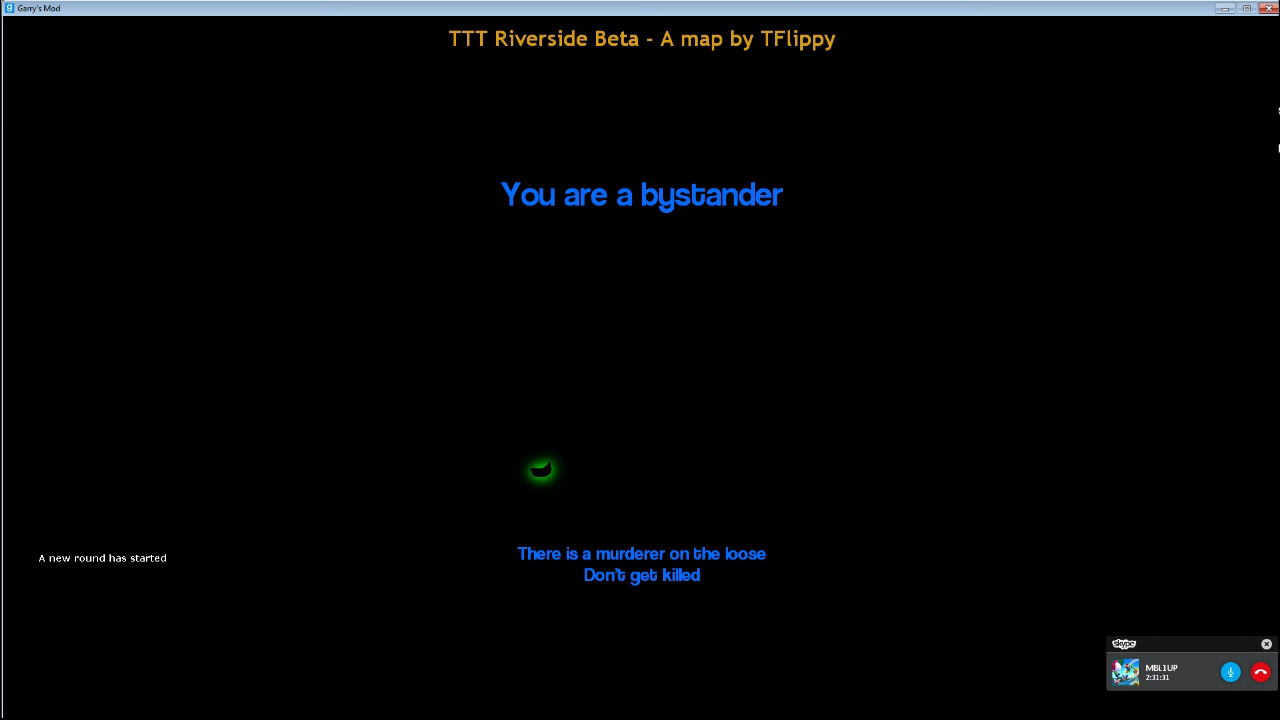 Garry's Mod
TTT Riverside Beta - A map by TFlippy
You are a bystander
A new round has started
There is a murderer on the loose
Don't get killed
skype
MBL1UP
2:31:31